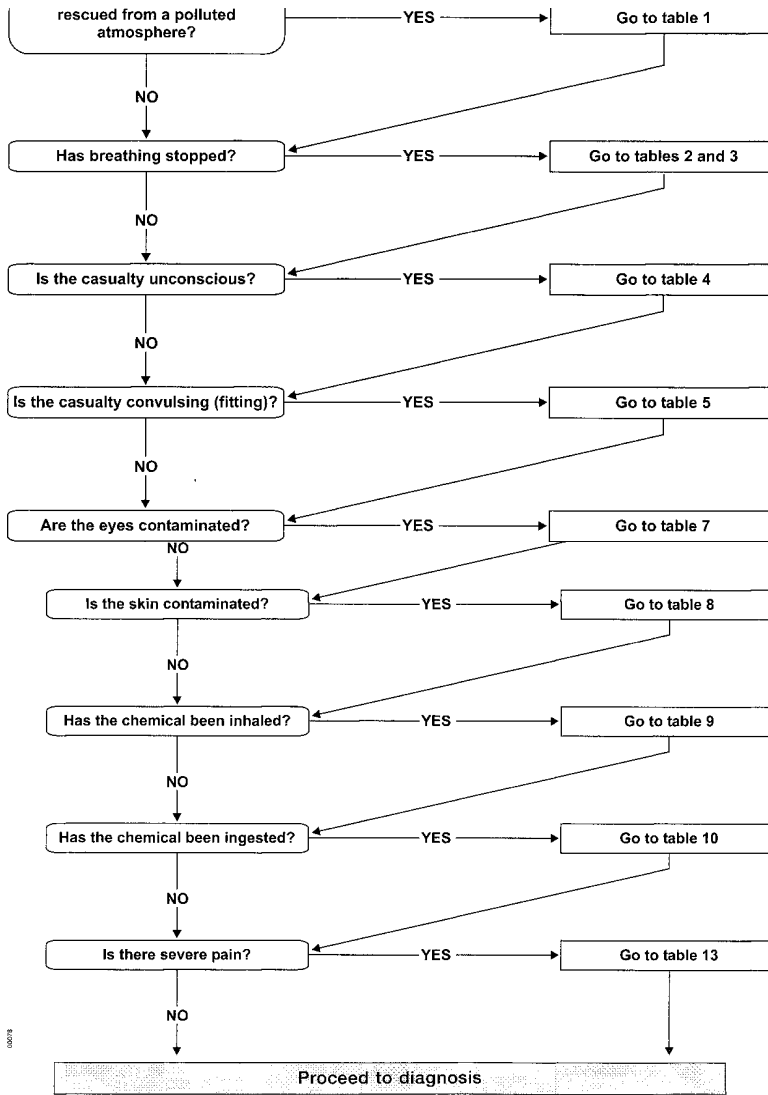 rescued from a polluted
atmosphere?
YES
Go to table 1
NO
Has breathing stopped?
YES
Go to tables 2 and 3
NO
Is the casualty unconscious?
YES
Go to table 4
NO
Is the casualty convulsing (fitting)?
YES
Go to table 5
NO
Are the eyes contaminated?
YES
Go to table 7
NO
Is the skin contaminated?
YES
Go to table 8
NO
Has the chemical been inhaled?
YES
Go to table 9
NO
Has the chemical been ingested?
YES
Go to table 10
NO
Is there severe pain?
YES
Go to table 13
NO
Proceed to diagnosis